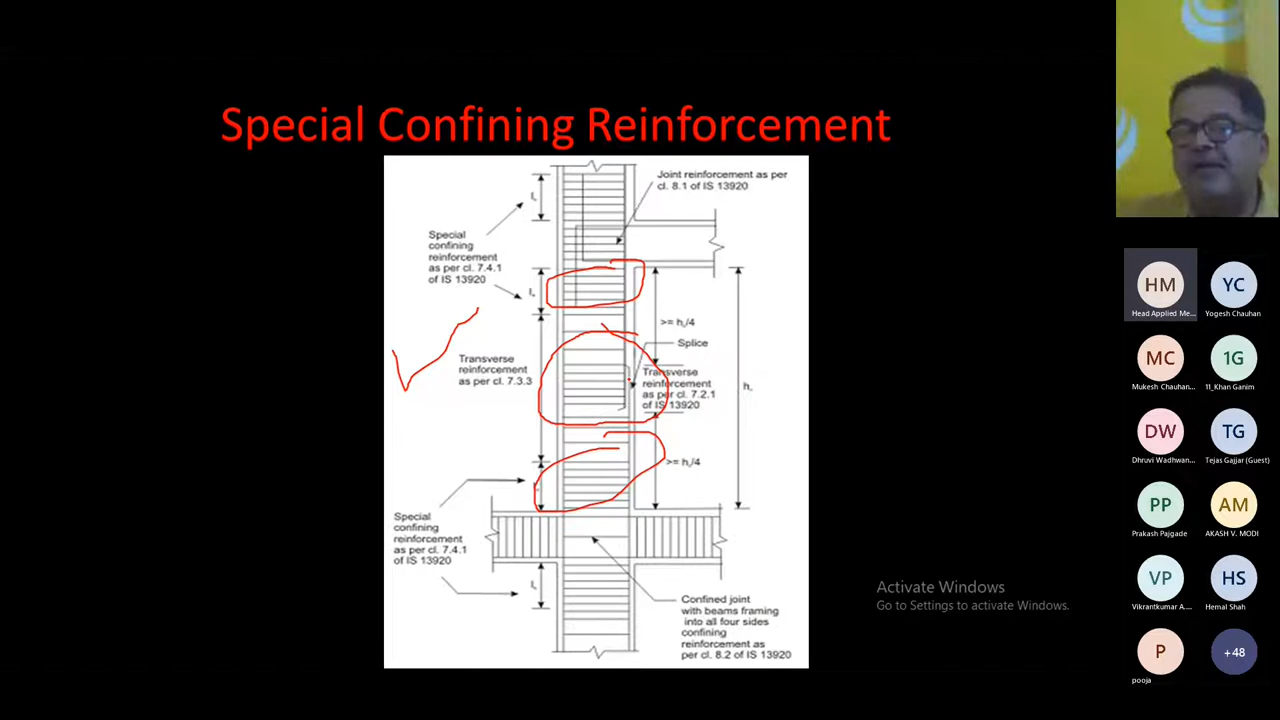 Special Confining Reinforcement
Joint reinforcement as per
cl. 8.1 of IS 13920
Special
confining
reinforcement
as per cl. 7.4.1
of IS 13920
>= h
/4
Splice
Transverse
reinforcement
as per cl. 7.3.3
Transverse
reinforcement
as per cl. 7.2.1
of IS 13920
h
>= h
/4
Special
confining
reinforcement
as per cl. 7.4.1
of IS 13920
Confined joint
with beams framing
into all four sides
confining
reinforcement as
per cl. 8.2 of IS 13920
Activate Windows
Go to Settings to activate Windows.
HM
Head Applied Me...
YC
Yogesh Chauhan
MC
Mukesh Chauhan...
1G
11_Khan Ganim
DW
Dhruvi Wadhwan...
TG
Tejas Gajjar (Guest)
PP
Prakash Pajgade
AM
AKASH V. MODI
VP
Vikrantkumar A....
HS
Hemal Shah
P
pooja
+48